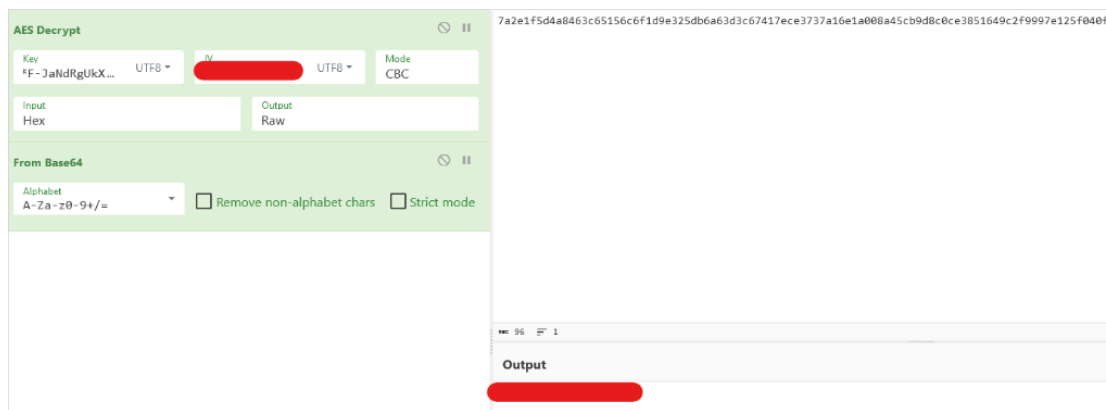 AES Decrypt
Key
ᴱF-JaNdRgUkX… UTF8
IV
UTF8
Mode
CBC
Input
Hex
Output
Raw
From Base64
Alphabet
A-Za-z0-9+/=
Remove non-alphabet chars
Strict mode
7a2e1f5d4a8463c65156c6f1d9e325db6a63d3c67417ece3737a16e1a008a45cb9d8c0ce3851649c2f9997e125f040f
96
1
Output